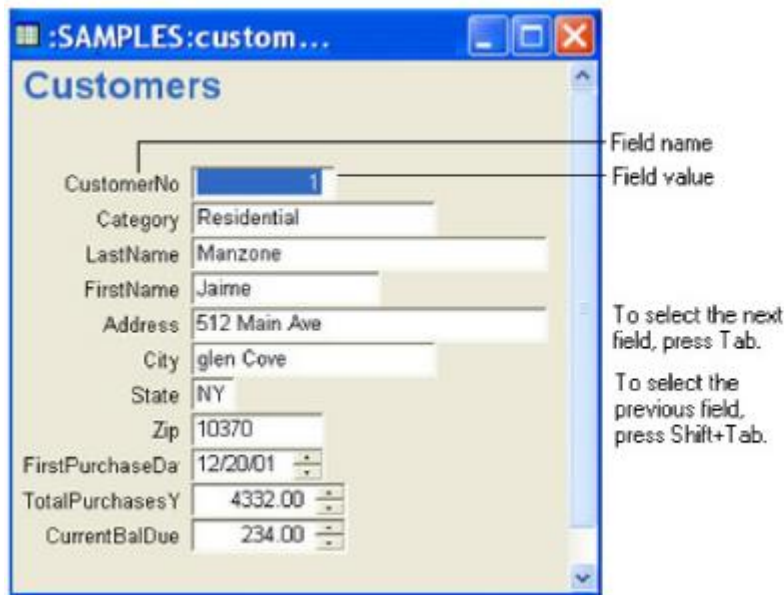 :SAMPLES:custom...
Customers
Field name
CustomerNo 1
Field value
Category Residential
LastName Manzone
FirstName Jaime
Address 512 Main Ave
City glen Cove
State NY
Zip 10370
FirstPurchaseDa 12/20/01
TotalPurchasesY 4332.00
CurrentBalDue 234.00
To select the next
field, press Tab.
To select the
previous field,
press Shift+Tab.